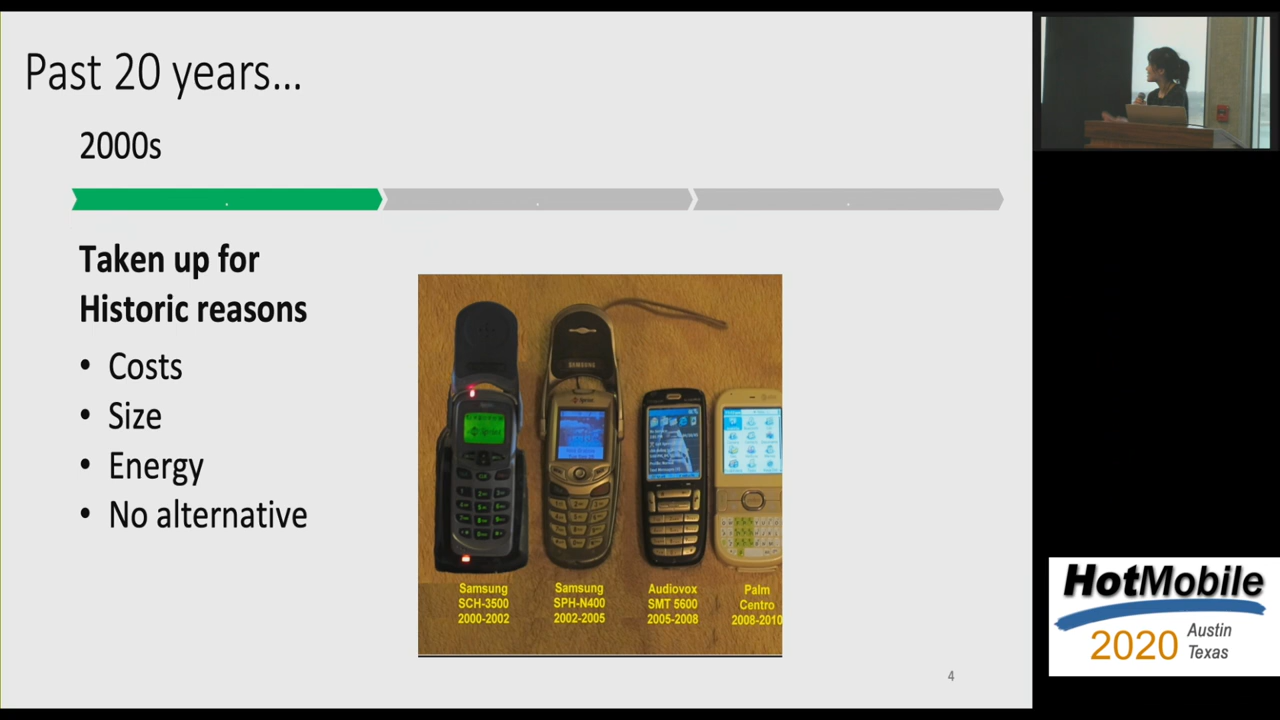 Past 20 years...
2000s
Taken up for
Historic reasons
• Costs
• Size
• Energy
• No alternative
SAMSUNG
Samsung
SCH-3500
2000-2002
Samsung
SPH-N400
2002-2005
Audiovox
SMT 5600
2005-2008
Palm
Centro
2008-2010
4
HotMobile
2020 Austin
Texas